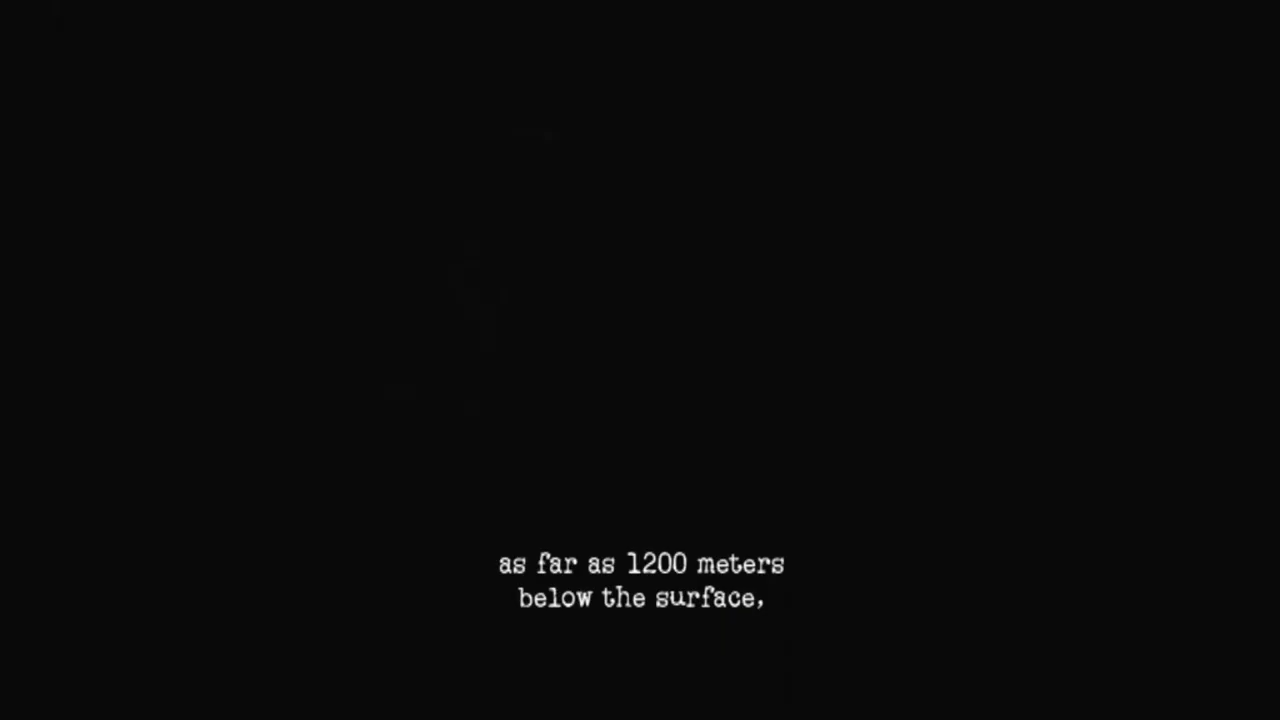 as far as 1200 meters
below the surface,